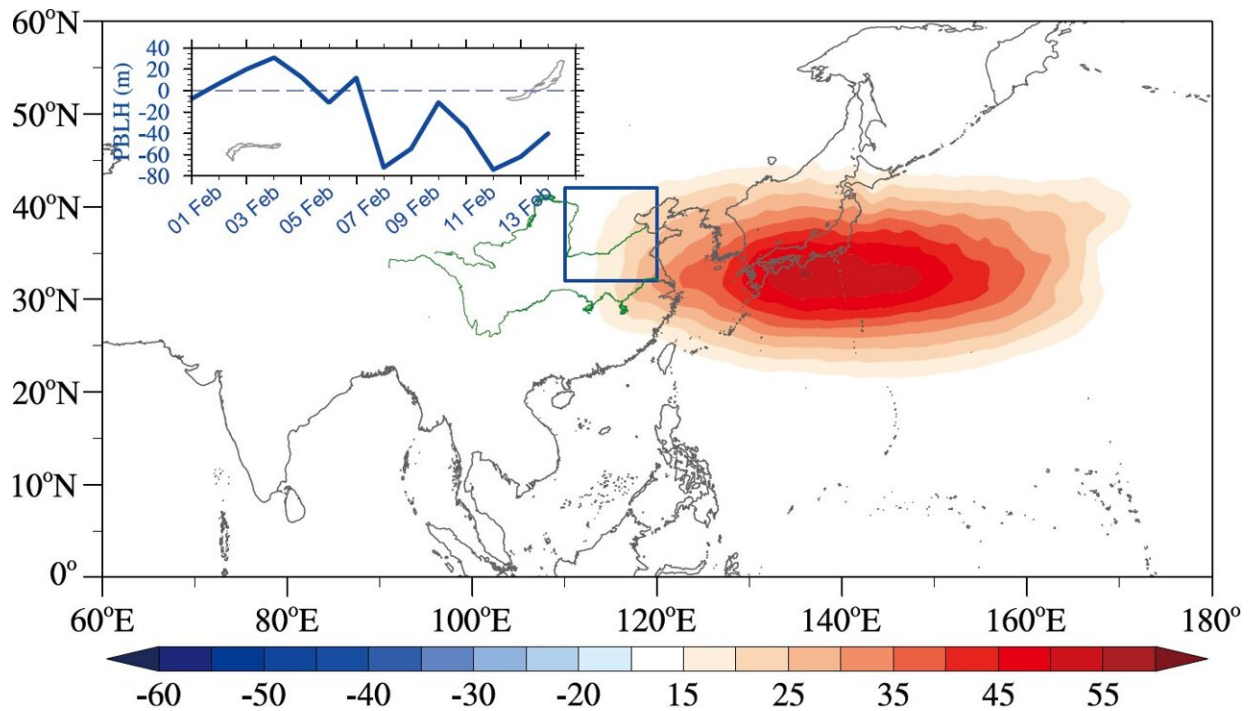 60°N
50°N
40°N
30°N
20°N
10°N
0°
60°E
80°E
100°E
120°E
140°E
160°E
180°
PBLH (m)
40
20
0
-20
-40
-60
-80
01 Feb
03 Feb
05 Feb
07 Feb
09 Feb
11 Feb
13 Feb
-60
-50
-40
-30
-20
15
25
35
45
55